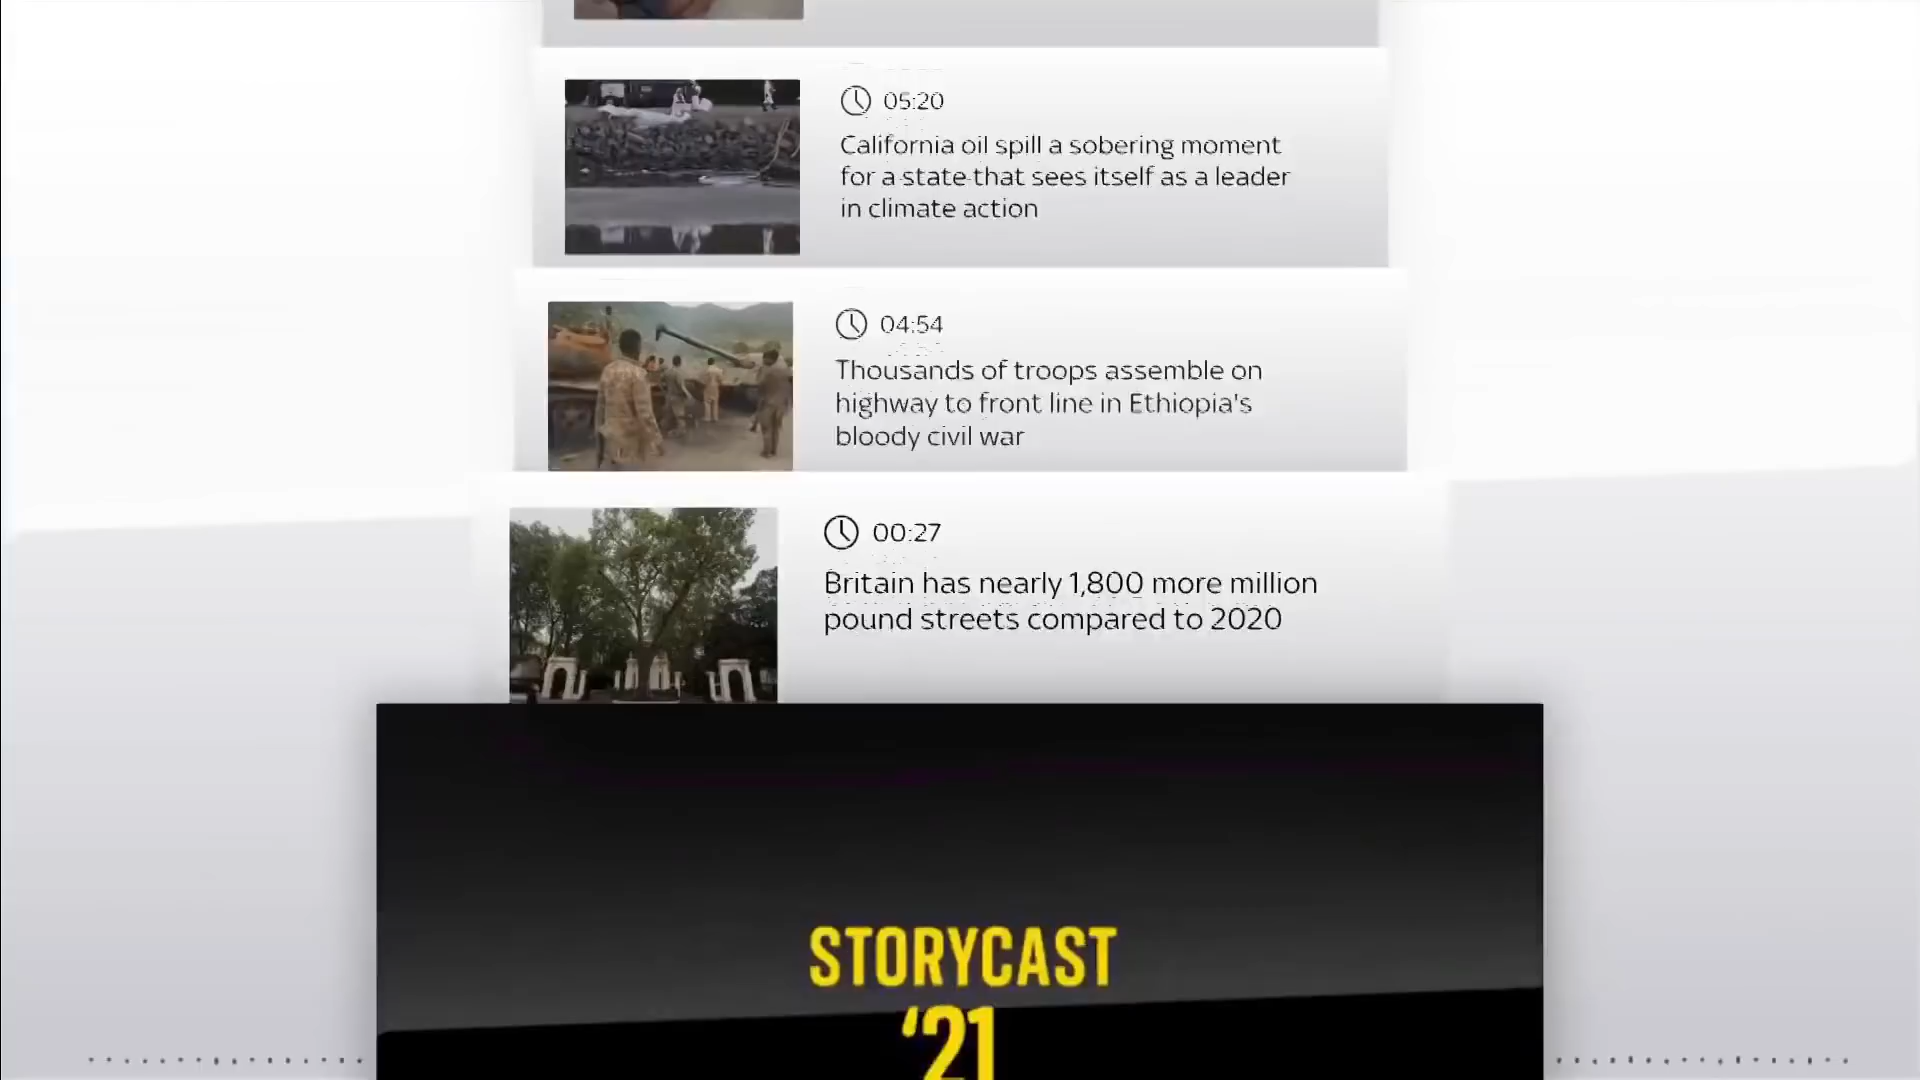 05:20
California oil spill a sobering moment
for a state that sees itself as a leader
in climate action
04:54
Thousands of troops assemble on
highway to front line in Ethiopia's
bloody civil war
00:27
Britain has nearly 1,800 more million
pound streets compared to 2020
STORYCAST
‘21